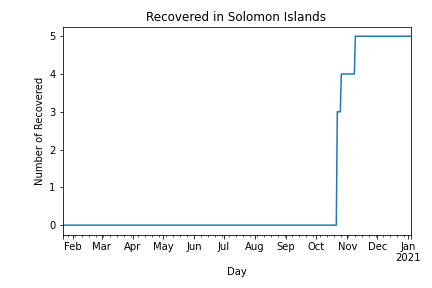 Recovered in Solomon Islands
Number of Recovered
5
4
3
2
1
0
Feb Mar Apr May Jun Jul Aug Sep Oct Nov Dec Jan
2021
Day